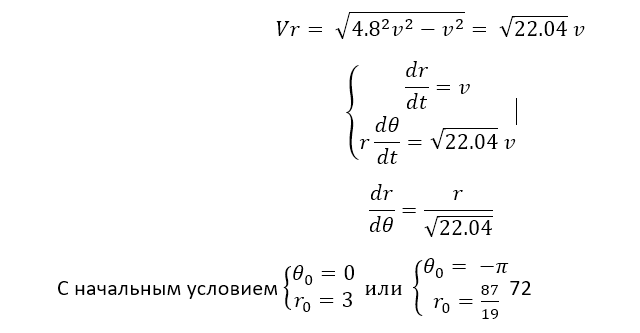 Vr = √(4.8²v² − v²) = √22.04 v
{ dr/dt = v
r dθ/dt = √22.04 v
dr/dθ = r/√22.04
С начальным условием { θ₀ = 0 r₀ = 3 или { θ₀ = −π r₀ = 87/19 72